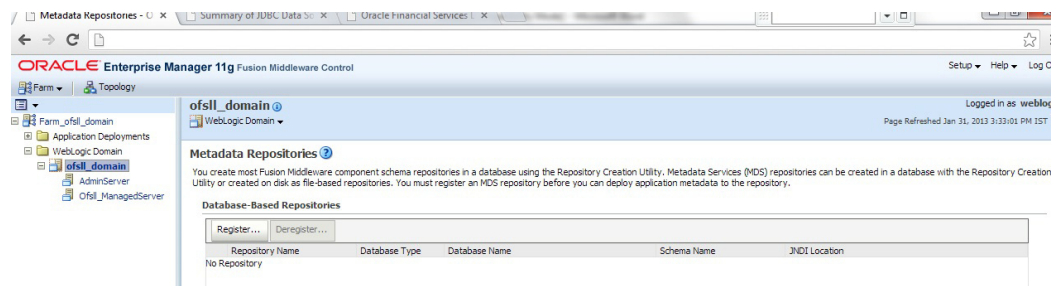 Metadata Repositories - O
Summary of JDBC Data So
Oracle Financial Services L
ORACLE Enterprise Manager 11g Fusion Middleware Control
Setup Help Log O
Farm Topology
ofsll_domain
Logged in as weblog
WebLogic Domain
Page Refreshed Jan 31, 2013 3:33:01 PM IST
Farm_ofsll_domain
Application Deployments
WebLogic Domain
ofsll_domain
AdminServer
Ofsll_ManagedServer
Metadata Repositories
You create most Fusion Middleware component schema repositories in a database using the Repository Creation Utility. Metadata Services (MDS) repositories can be created in a database with the Repository Creation
Utility or created on disk as file-based repositories. You must register an MDS repository before you can deploy application metadata to the repository.
Database-Based Repositories
Register... Deregister...
Repository Name Database Type Database Name Schema Name JNDI Location
No Repository